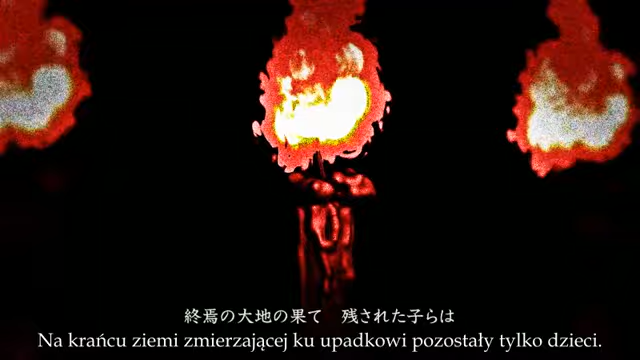 終焉の大地の果て　残された子らは
Na krańcu ziemi zmierzającej ku upadkowi pozostały tylko dzieci.